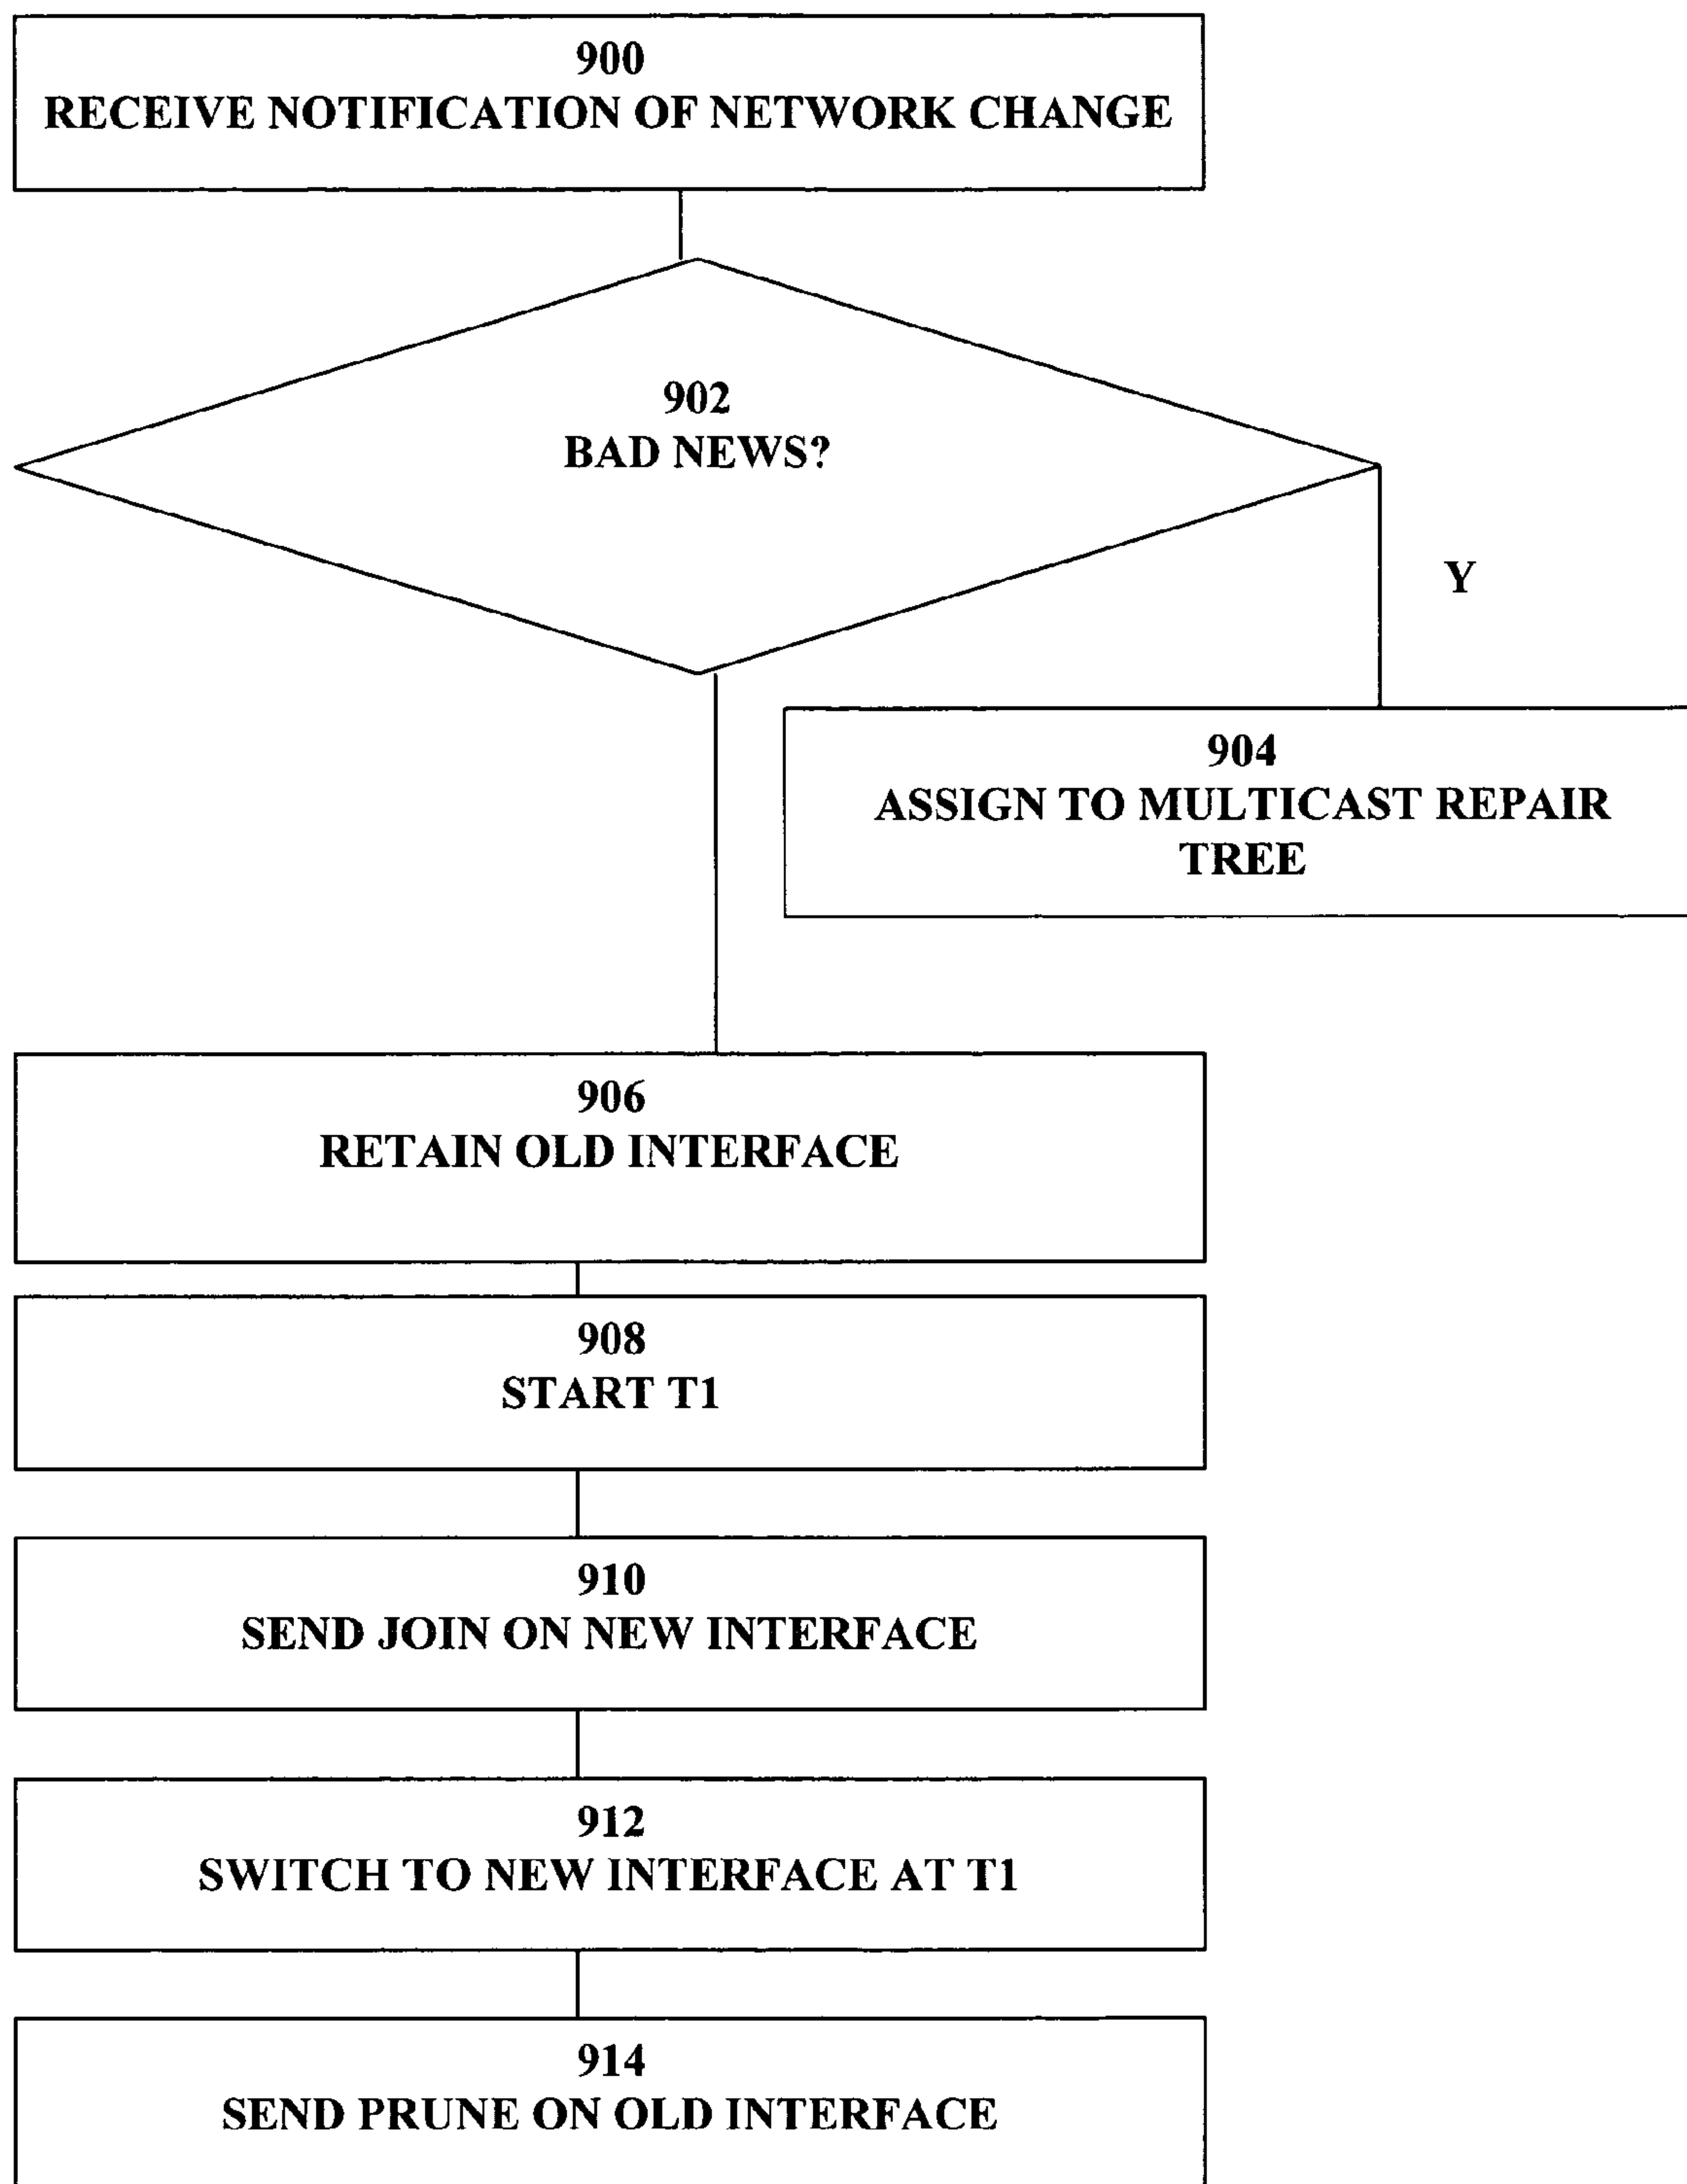 900
RECEIVE NOTIFICATION OF NETWORK CHANGE
902
BAD NEWS?
Y
904
ASSIGN TO MULTICAST REPAIR
TREE
906
RETAIN OLD INTERFACE
908
START T1
910
SEND JOIN ON NEW INTERFACE
912
SWITCH TO NEW INTERFACE AT T1
914
SEND PRUNE ON OLD INTERFACE